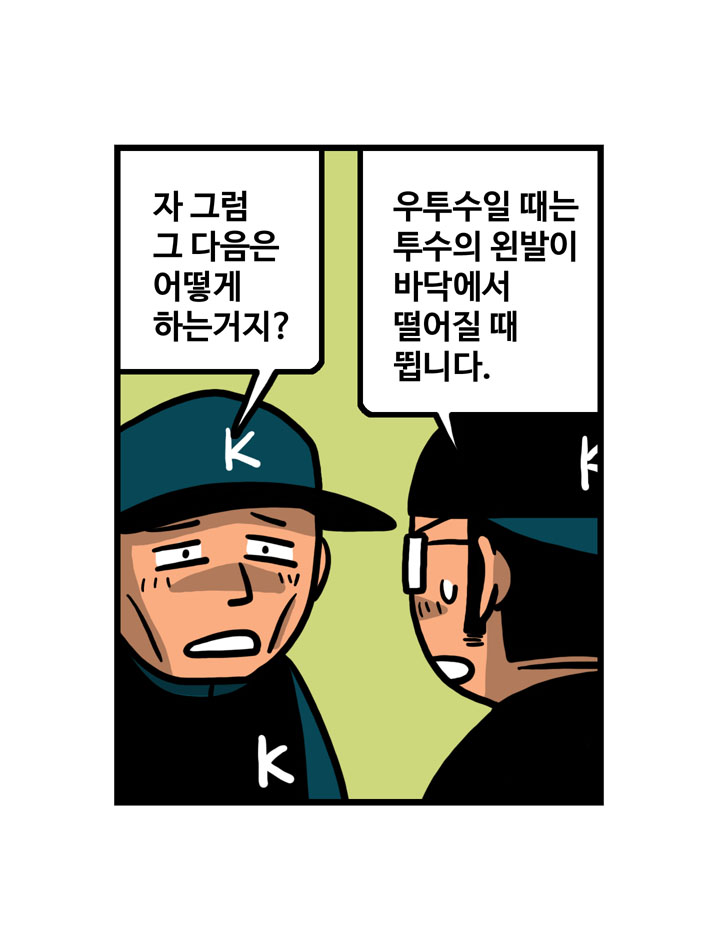 자 그럼
그 다음은
어떻게
하는거지?
우투수일 때는
투수의 왼발이
바닥에서
떨어질 때
뜁니다.
K
K
K